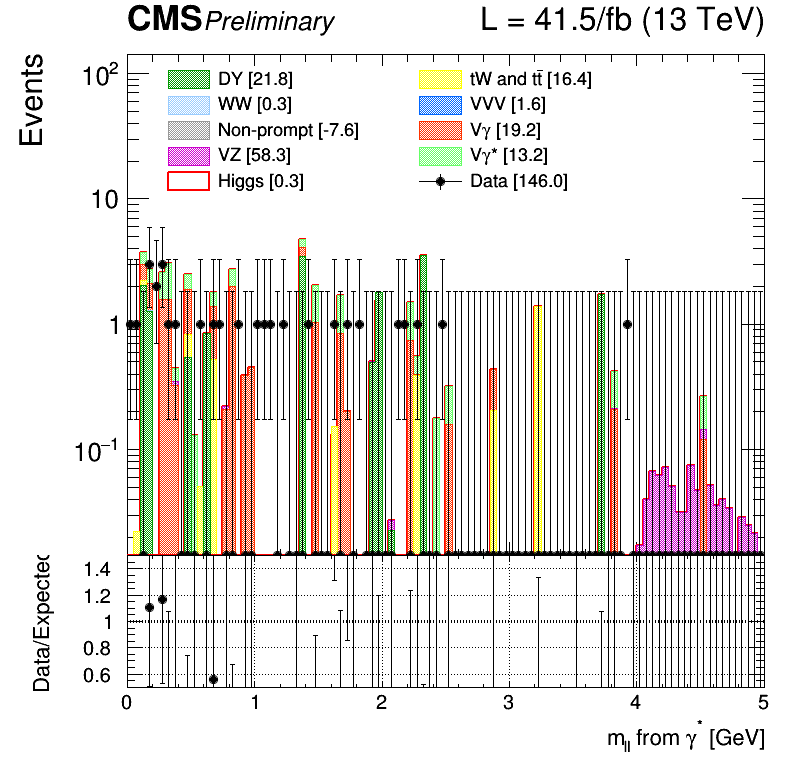 CMS Preliminary L = 41.5/fb (13 TeV)
Events
10²
10
1
10⁻¹
DY [21.8]
WW [0.3]
Non-prompt [-7.6]
VZ [58.3]
Higgs [0.3]
tW and tt̄ [16.4]
VVV [1.6]
Vγ [19.2]
Vγ* [13.2]
Data [146.0]
Data/Expected
1.4
1.2
1
0.8
0.6
0 1 2 3 4 5
m_ll from γ* [GeV]